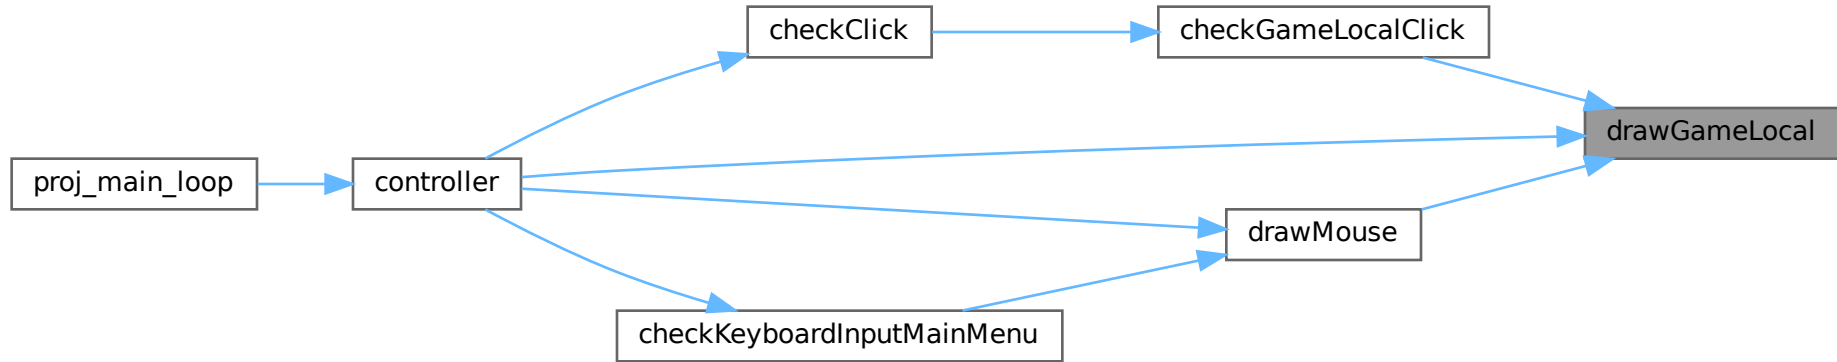 proj_main_loop
controller
checkClick
checkGameLocalClick
drawGameLocal
drawMouse
checkKeyboardInputMainMenu